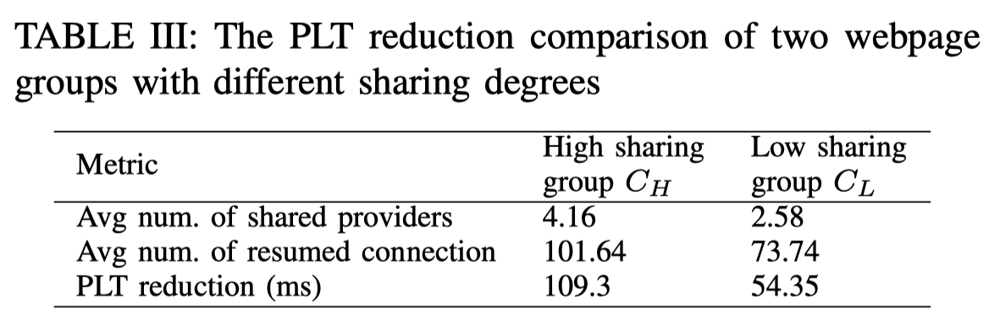 TABLE III: The PLT reduction comparison of two webpage
groups with different sharing degrees
Metric
High sharing group C_H
Low sharing group C_L
Avg num. of shared providers 4.16 2.58
Avg num. of resumed connection 101.64 73.74
PLT reduction (ms) 109.3 54.35